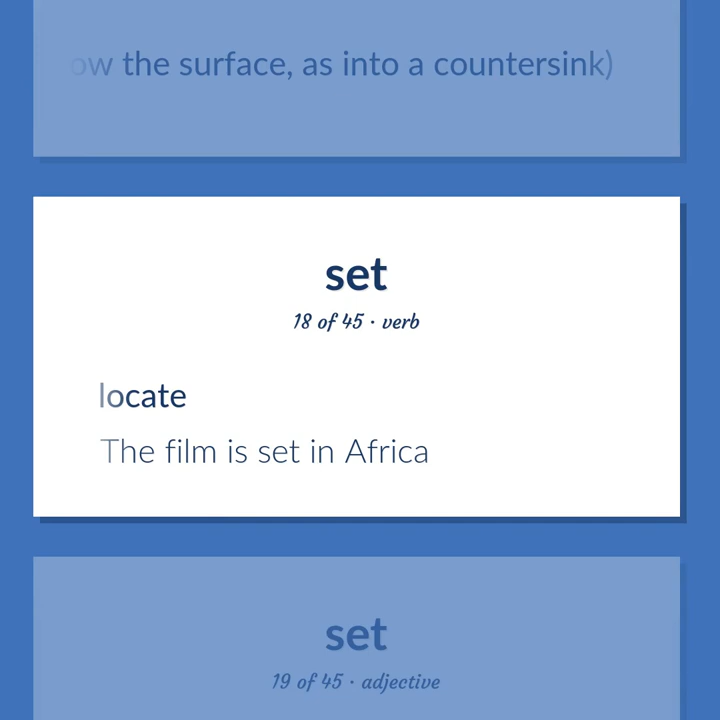 ow the surface, as into a countersink)
set
18 of 45 · verb
locate
The film is set in Africa
set
19 of 45 · adjective